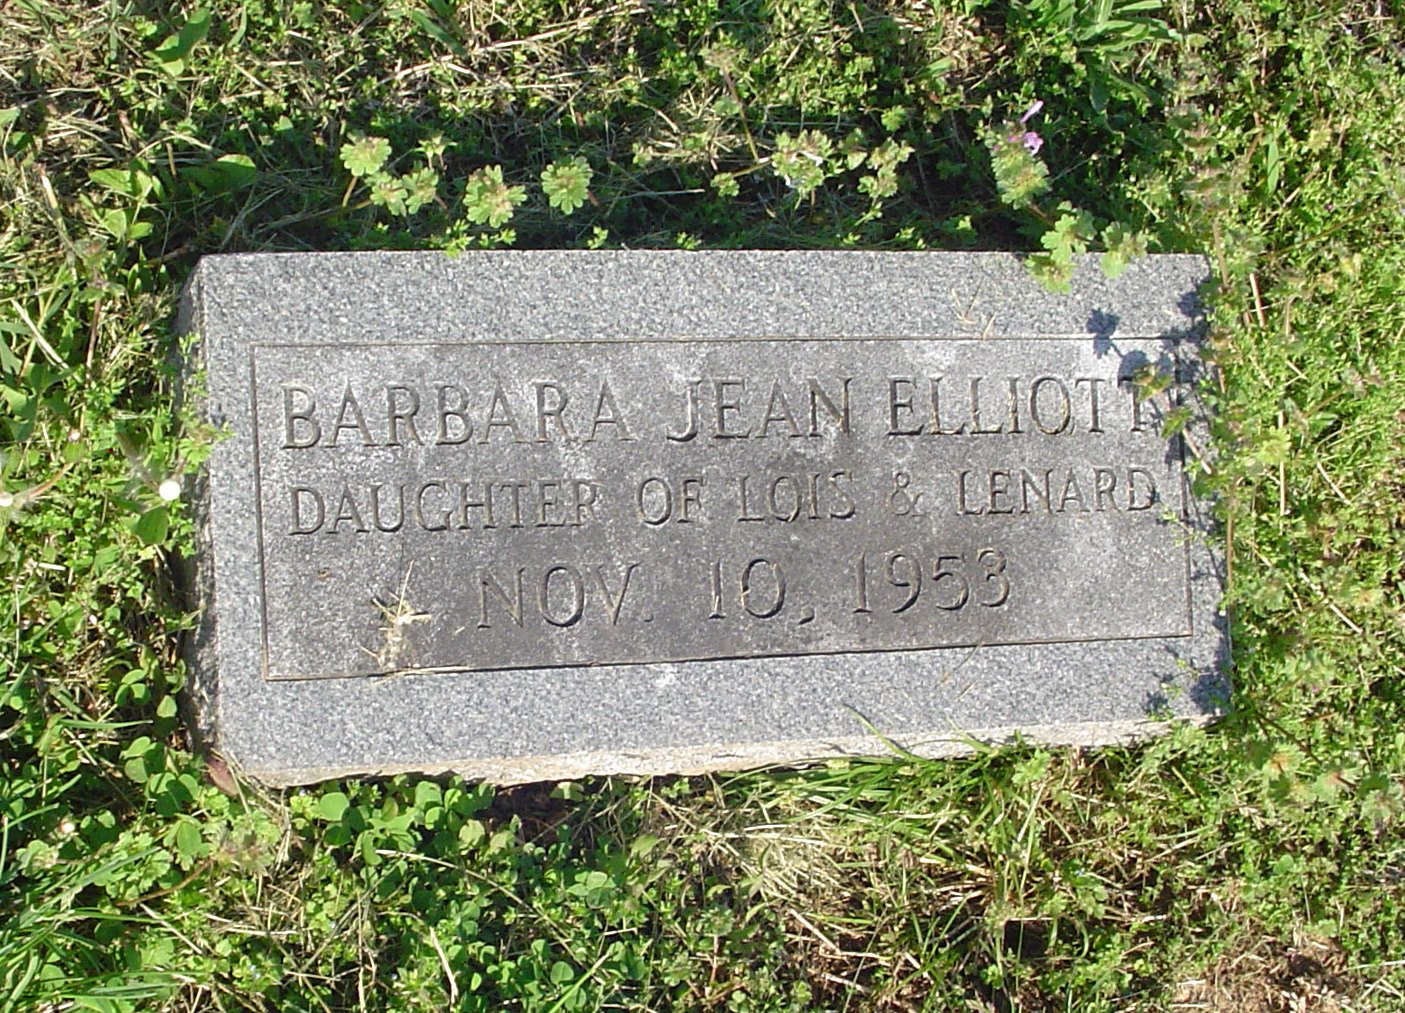 BARBARA JEAN ELLIOTT
DAUGHTER OF LOIS & LENARD
NOV. 10, 1953